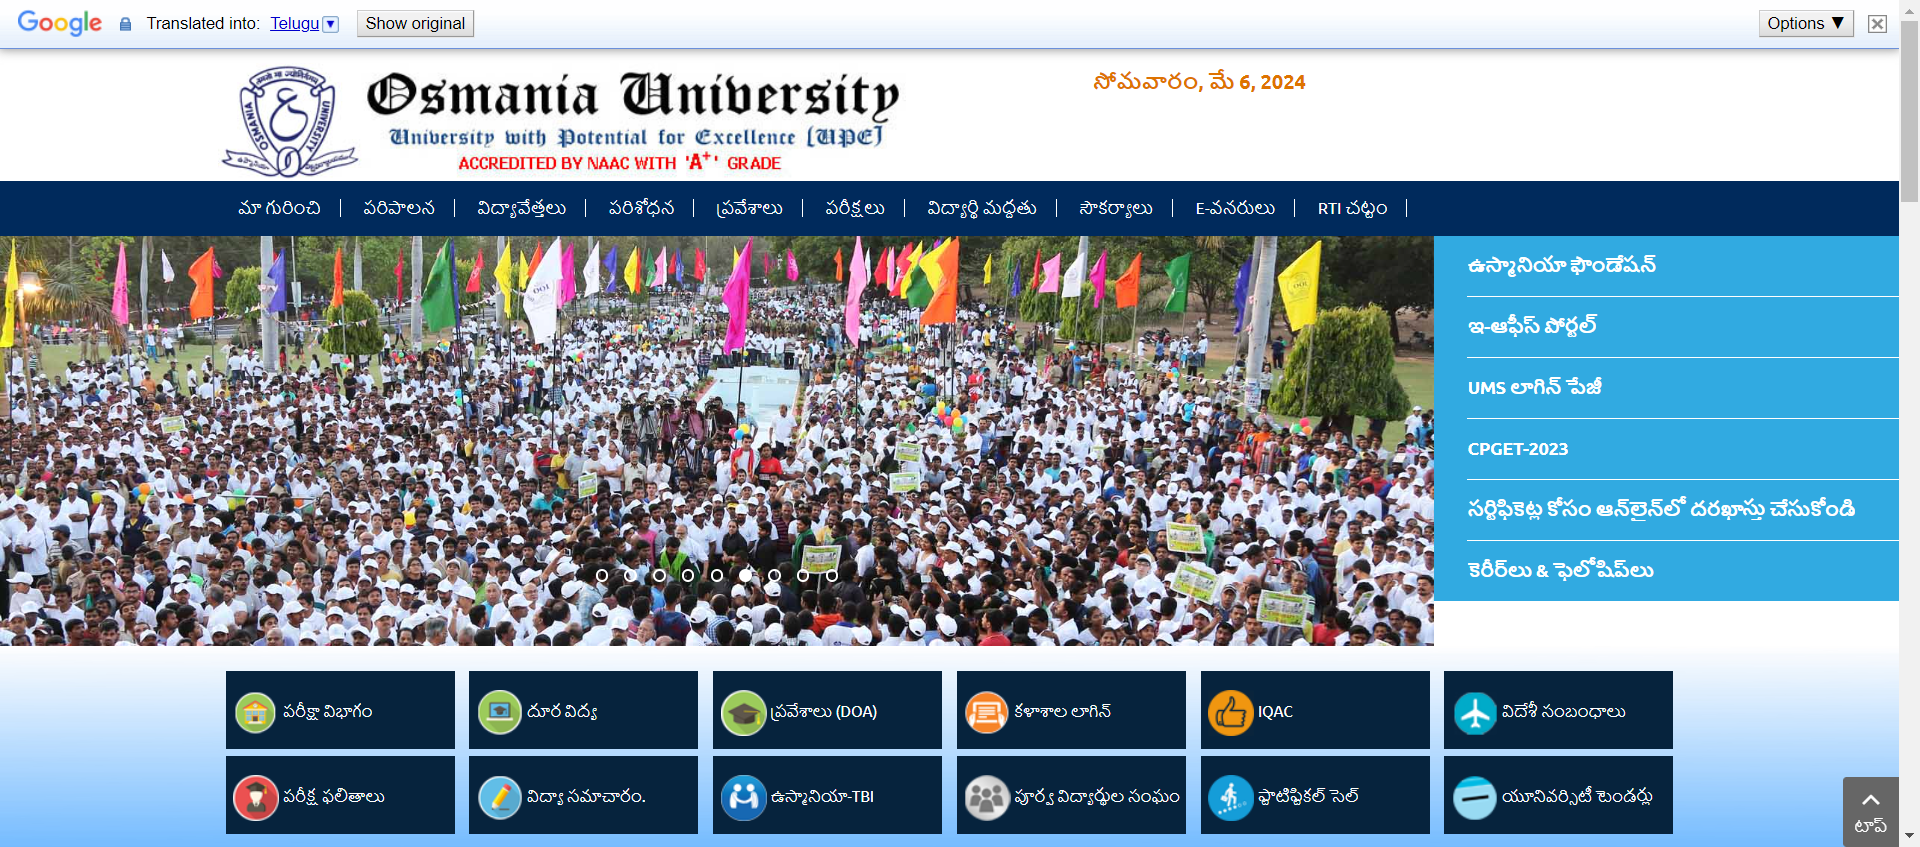 Google Translated into: Telugu Show original Options ▼
సోమవారం, మే 6, 2024
OSMANIA UNIVERSITY
Osmania University
University with Potential for Excellence [UPE]
ACCREDITED BY NAAC WITH 'A+' GRADE
మా గురించి పరిపాలన విద్యావేత్తలు పరిశోధన ప్రవేశాలు పరీక్షలు విద్యార్థి మద్దతు సౌకర్యాలు E-వనరులు RTI చట్టం
ఉస్మానియా ఫౌండేషన్
ఇ-ఆఫీస్ పోర్టల్
UMS లాగిన్ పేజీ
CPGET-2023
సర్టిఫికెట్ల కోసం ఆన్‌లైన్‌లో దరఖాస్తు చేసుకోండి
కెరీర్‌లు & ఫెలోషిప్‌లు
పరీక్షా విభాగం దూర విద్య ప్రవేశాలు (DOA) కళాశాల లాగిన్ IQAC విదేశీ సంబంధాలు
పరీక్ష ఫలితాలు విద్యా సమాచారం. ఉస్మానియా-TBI పూర్వ విద్యార్థుల సంఘం ఫ్లాటిఫ్లికల్ సెల్ యూనివర్సిటీ టెండర్లు
టాప్